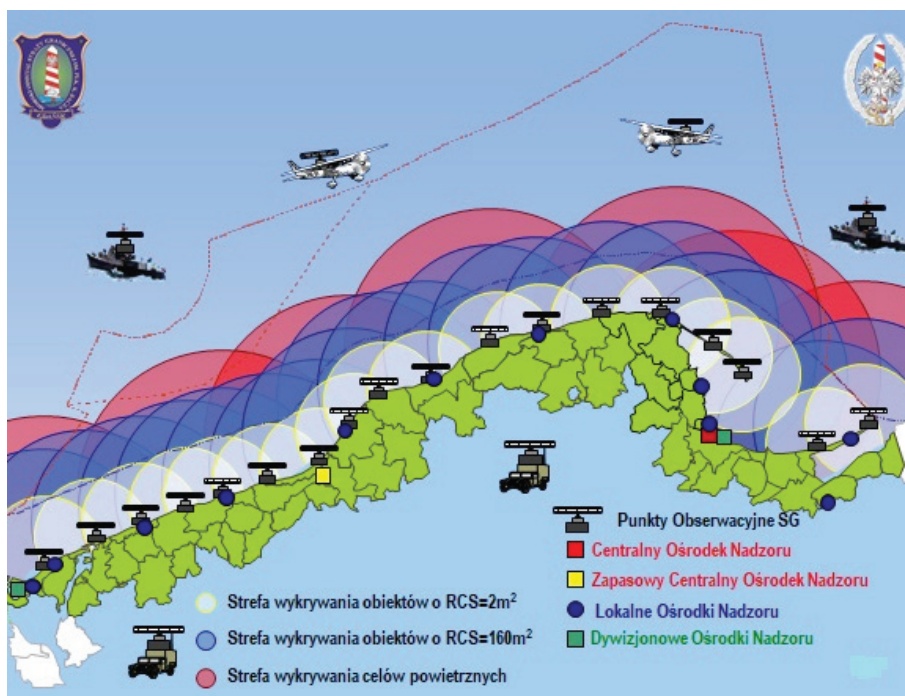 Punkty Obserwacyjne SG
Centralny Ośrodek Nadzoru
Zapasowy Centralny Ośrodek Nadzoru
Lokalne Ośrodki Nadzoru
Dywizjonowe Ośrodki Nadzoru
Strefa wykrywania obiektów o RCS=2m²
Strefa wykrywania obiektów o RCS=160m²
Strefa wykrywania celów powietrznych